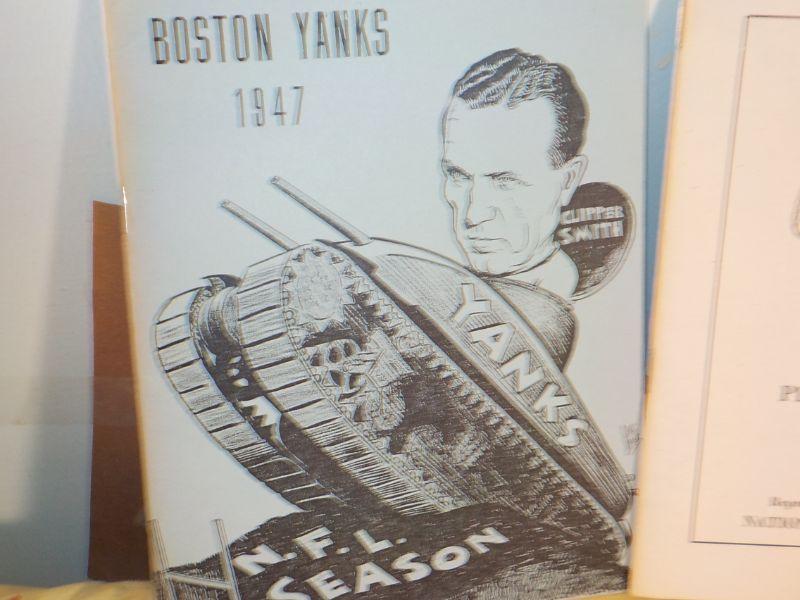 BOSTON YANKS
1947
CLIPPER
SMITH
YANKS
N.F.L.
SEASON